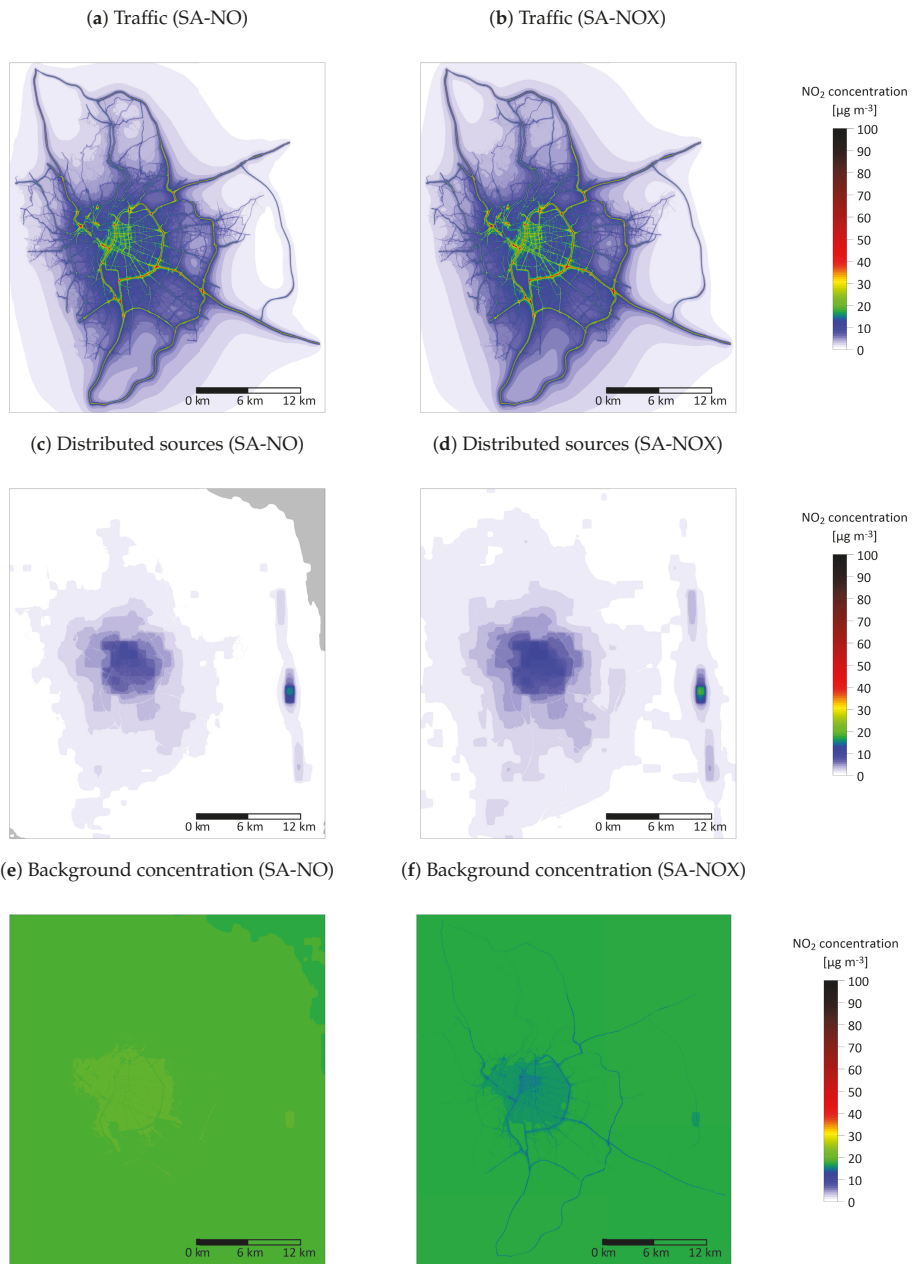 (a) Traffic (SA-NO)
(b) Traffic (SA-NOX)
NO₂ concentration
[µg m⁻³]
100
90
80
70
60
50
40
30
20
10
0
0 km 6 km 12 km
0 km 6 km 12 km
(c) Distributed sources (SA-NO)
(d) Distributed sources (SA-NOX)
NO₂ concentration
[µg m⁻³]
100
90
80
70
60
50
40
30
20
10
0
0 km 6 km 12 km
0 km 6 km 12 km
(e) Background concentration (SA-NO)
(f) Background concentration (SA-NOX)
NO₂ concentration
[µg m⁻³]
100
90
80
70
60
50
40
30
20
10
0
0 km 6 km 12 km
0 km 6 km 12 km